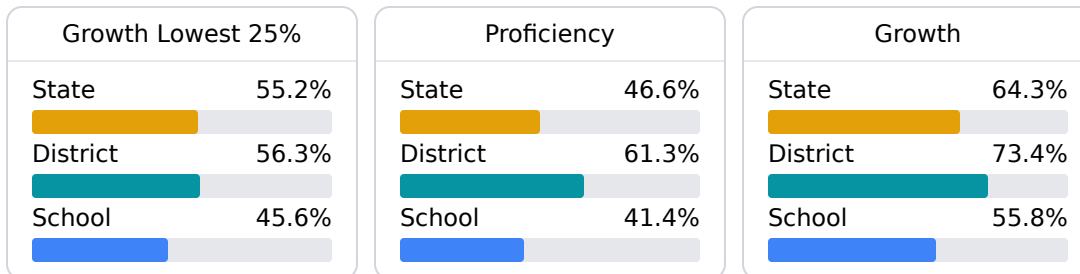 Growth Lowest 25%
State 55.2%
District 56.3%
School 45.6%
Proficiency
State 46.6%
District 61.3%
School 41.4%
Growth
State 64.3%
District 73.4%
School 55.8%